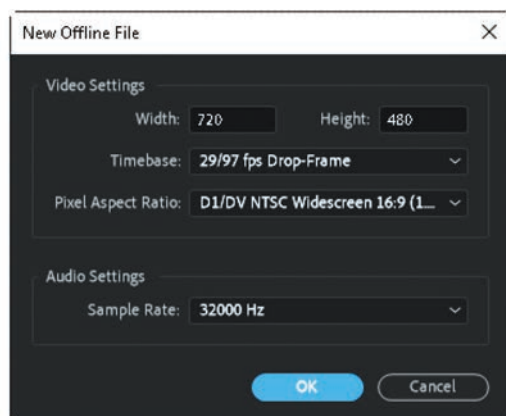 New Offline File
Video Settings
Width: 720 Height: 480
Timebase: 29/97 fps Drop-Frame
Pixel Aspect Ratio: D1/DV NTSC Widescreen 16:9 (1...
Audio Settings
Sample Rate: 32000 Hz
OK Cancel